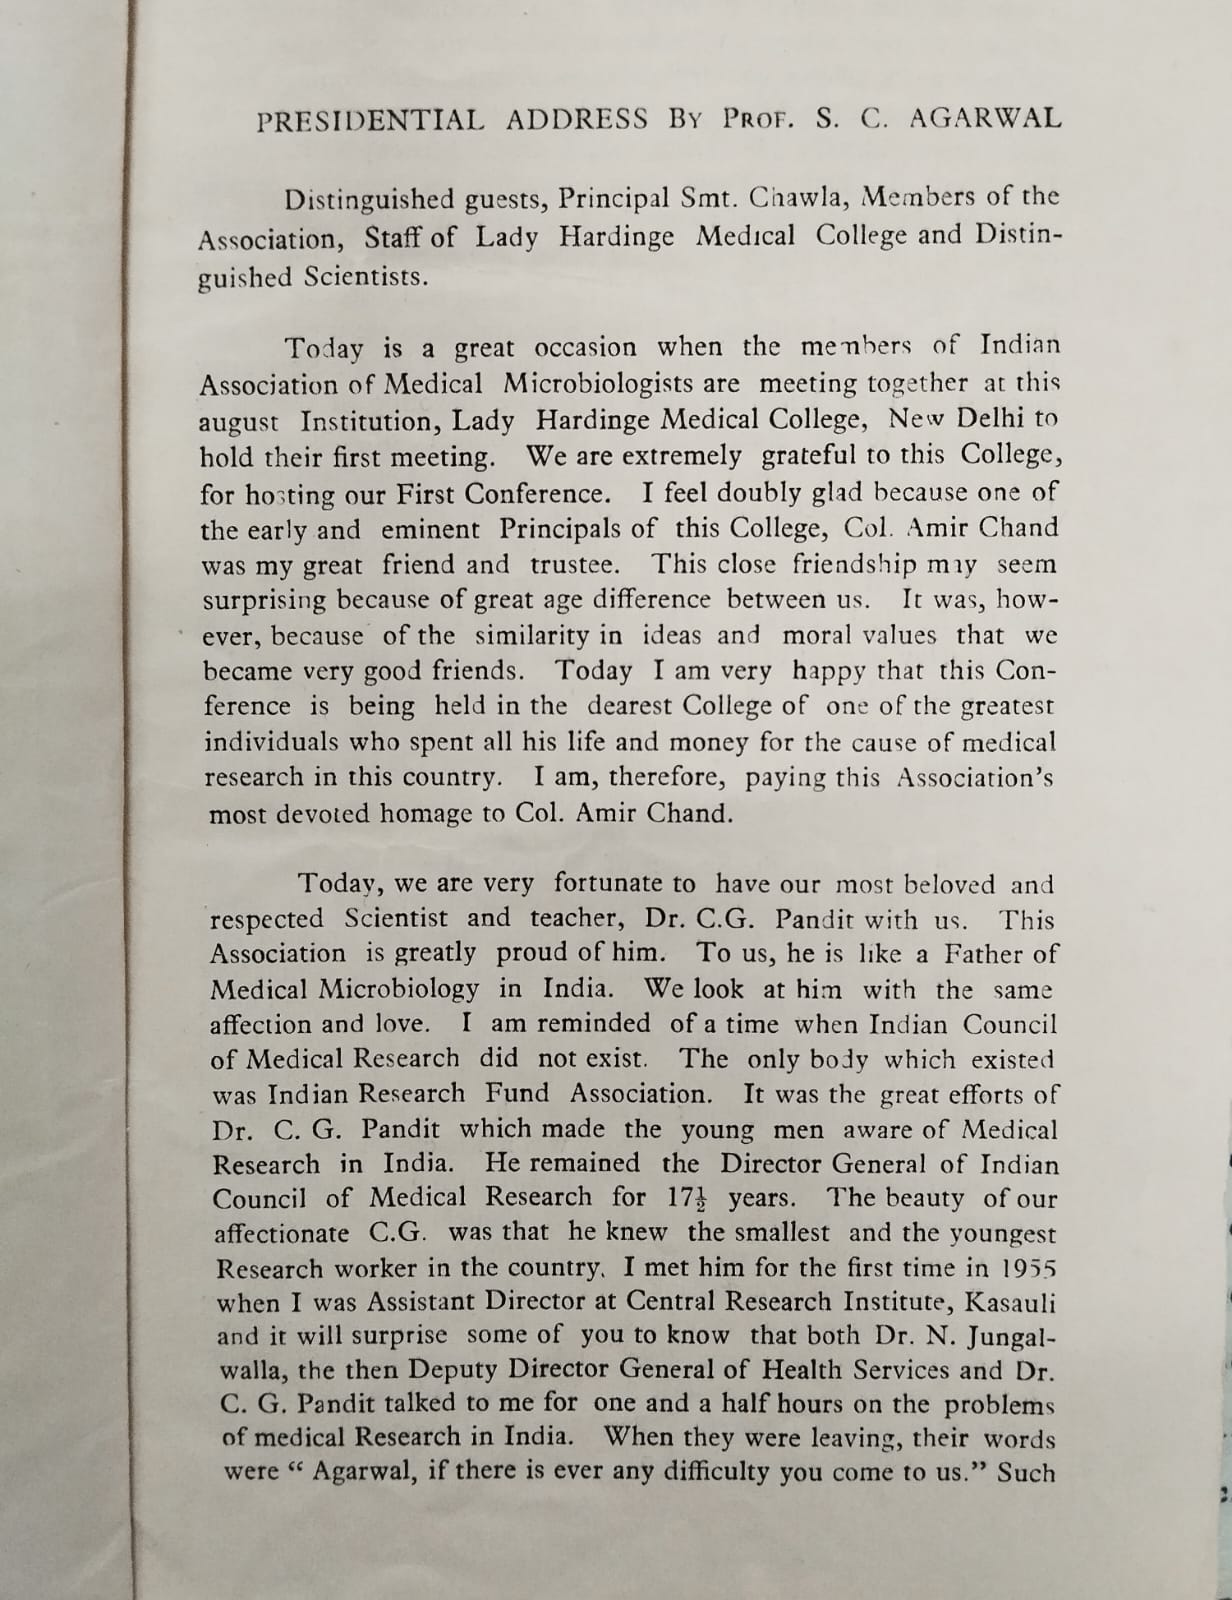 PRESIDENTIAL ADDRESS By Prof. S. C. AGARWAL
Distinguished guests, Principal Smt. Chawla, Members of the
Association, Staff of Lady Hardinge Medical College and Distin-
guished Scientists.
Today is a great occasion when the members of Indian
Association of Medical Microbiologists are meeting together at this
august Institution, Lady Hardinge Medical College, New Delhi to
hold their first meeting. We are extremely grateful to this College,
for hosting our First Conference. I feel doubly glad because one of
the early and eminent Principals of this College, Col. Amir Chand
was my great friend and trustee. This close friendship may seem
surprising because of great age difference between us. It was, how-
ever, because of the similarity in ideas and moral values that we
became very good friends. Today I am very happy that this Con-
ference is being held in the dearest College of one of the greatest
individuals who spent all his life and money for the cause of medical
research in this country. I am, therefore, paying this Association's
most devoted homage to Col. Amir Chand.
Today, we are very fortunate to have our most beloved and
respected Scientist and teacher, Dr. C.G. Pandit with us. This
Association is greatly proud of him. To us, he is like a Father of
Medical Microbiology in India. We look at him with the same
affection and love. I am reminded of a time when Indian Council
of Medical Research did not exist. The only body which existed
was Indian Research Fund Association. It was the great efforts of
Dr. C. G. Pandit which made the young men aware of Medical
Research in India. He remained the Director General of Indian
Council of Medical Research for 17½ years. The beauty of our
affectionate C.G. was that he knew the smallest and the youngest
Research worker in the country. I met him for the first time in 1955
when I was Assistant Director at Central Research Institute, Kasauli
and it will surprise some of you to know that both Dr. N. Jungal-
walla, the then Deputy Director General of Health Services and Dr.
C. G. Pandit talked to me for one and a half hours on the problems
of medical Research in India. When they were leaving, their words
were “ Agarwal, if there is ever any difficulty you come to us.” Such